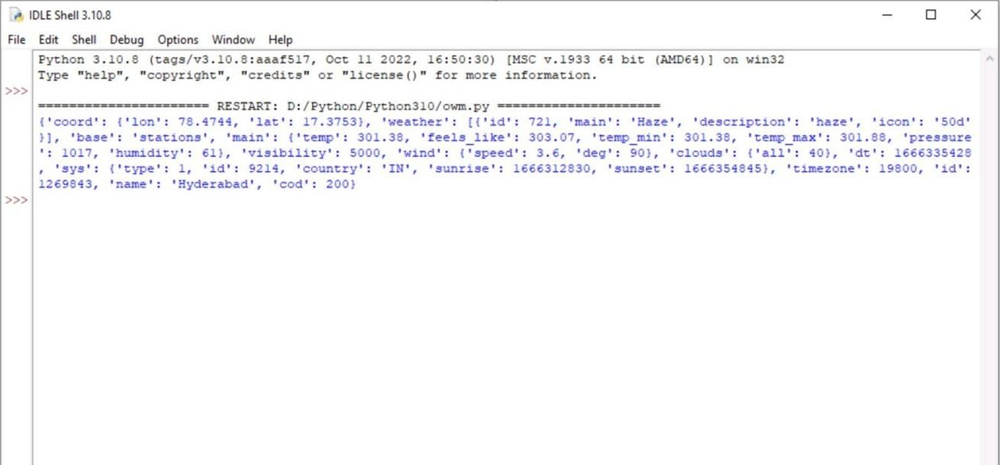 IDLE Shell 3.10.8
File Edit Shell Debug Options Window Help
Python 3.10.8 (tags/v3.10.8:aaaf517, Oct 11 2022, 16:50:30) [MSC v.1933 64 bit (AMD64)] on win32
Type "help", "copyright", "credits" or "license()" for more information.
>>>
====================== RESTART: D:/Python/Python310/owm.py =====================
{'coord': {'lon': 78.4744, 'lat': 17.3753}, 'weather': [{'id': 721, 'main': 'Haze', 'description': 'haze', 'icon': '50d'
}], 'base': 'stations', 'main': {'temp': 301.38, 'feels_like': 303.07, 'temp_min': 301.38, 'temp_max': 301.88, 'pressure
': 1017, 'humidity': 61}, 'visibility': 5000, 'wind': {'speed': 3.6, 'deg': 90}, 'clouds': {'all': 40}, 'dt': 1666335428
, 'sys': {'type': 1, 'id': 9214, 'country': 'IN', 'sunrise': 1666312830, 'sunset': 1666354845}, 'timezone': 19800, 'id':
1269843, 'name': 'Hyderabad', 'cod': 200}
>>>